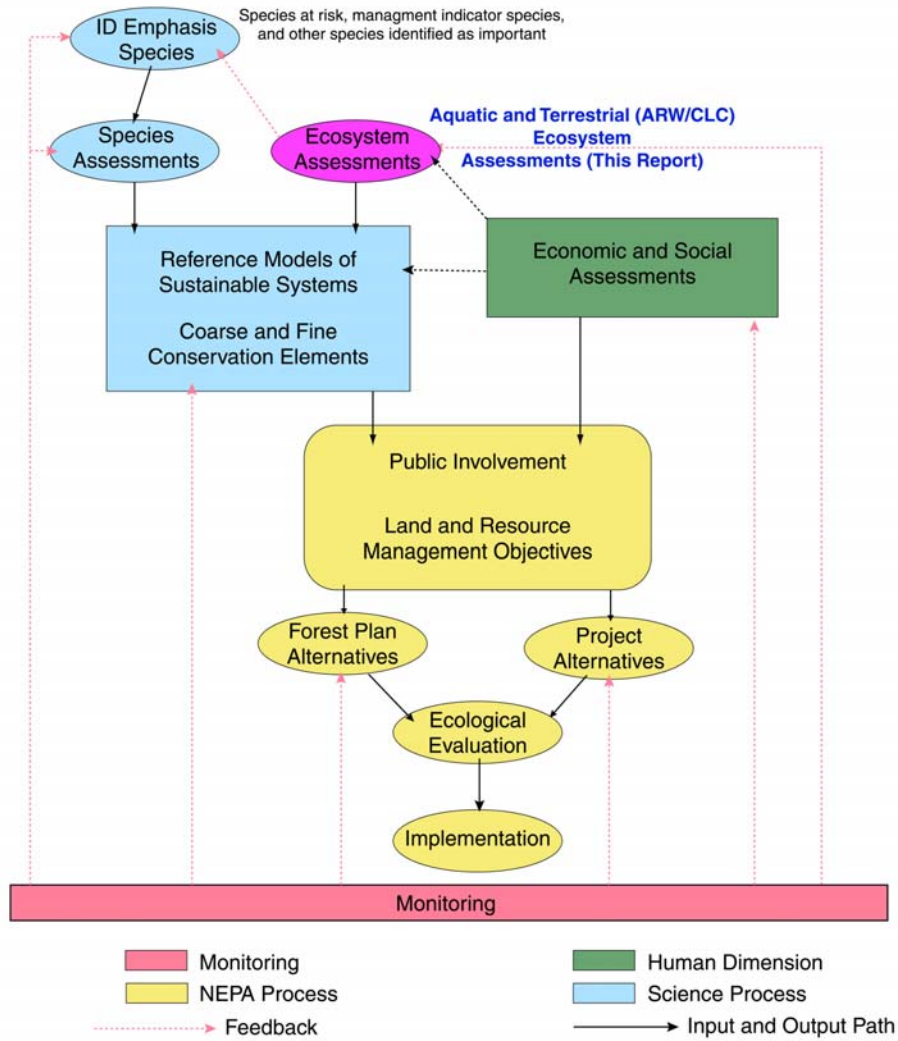 ID Emphasis
Species
Species at risk, managment indicator species,
and other species identified as important
Species
Assessments
Ecosystem
Assessments
Aquatic and Terrestrial (ARW/CLC)
Ecosystem
Assessments (This Report)
Reference Models of
Sustainable Systems
Coarse and Fine
Conservation Elements
Economic and Social
Assessments
Public Involvement
Land and Resource
Management Objectives
Forest Plan
Alternatives
Project
Alternatives
Ecological
Evaluation
Implementation
Monitoring
Monitoring
Human Dimension
NEPA Process
Science Process
Feedback
Input and Output Path